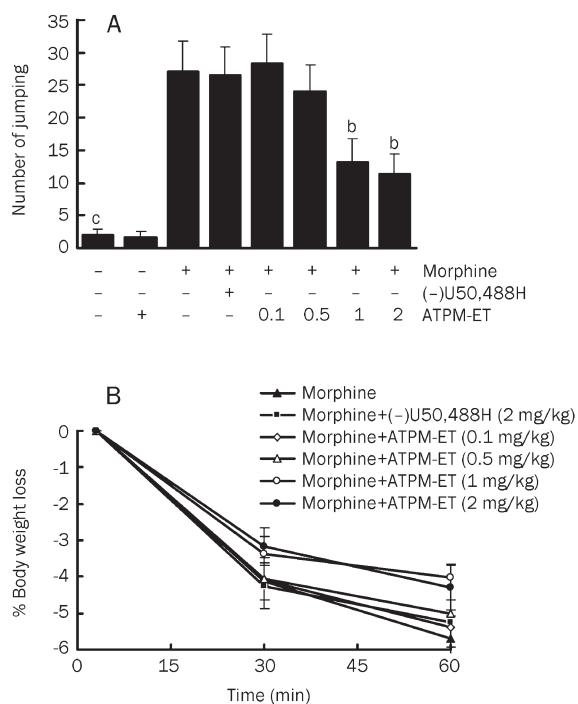 A
35
30
25
20
15
10
5
0
Number of jumping
c
b
b
– – + + + + + + Morphine
– – – + – – – – (–)U50,488H
– + – – 0.1 0.5 1 2 ATPM-ET
B
Morphine
Morphine+(–)U50,488H (2 mg/kg)
Morphine+ATPM-ET (0.1 mg/kg)
Morphine+ATPM-ET (0.5 mg/kg)
Morphine+ATPM-ET (1 mg/kg)
Morphine+ATPM-ET (2 mg/kg)
0
-1
-2
-3
-4
-5
-6
% Body weight loss
0 15 30 45 60
Time (min)